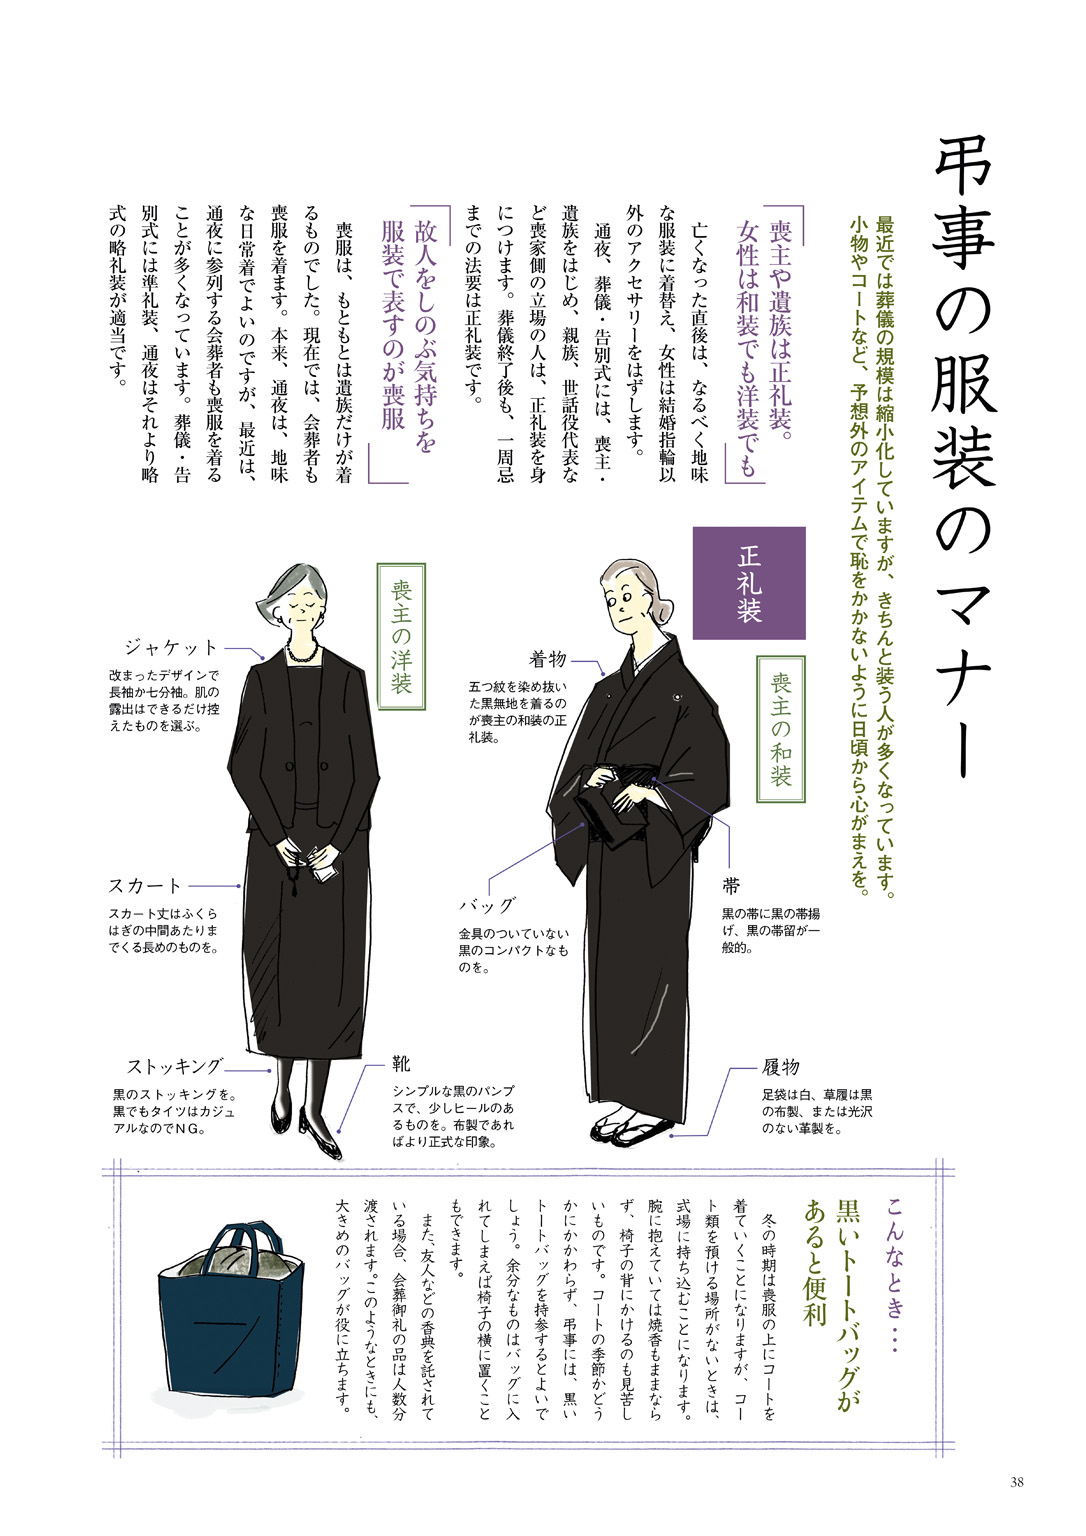 弔事の服装のマナー
最近では葬儀の規模は縮小化していますが、きちんと装う人が多くなっています。
小物やコートなど、予想外のアイテムで恥をかかないように日頃から心がまえを。
喪主や遺族は正礼装。
女性は和装でも洋装でも
亡くなった直後は、なるべく地味
な服装に着替え、女性は結婚指輪以
外のアクセサリーをはずします。
通夜、葬儀・告別式には、喪主・
遺族をはじめ、親族、世話役代表な
ど喪家側の立場の人は、正礼装を身
につけます。葬儀終了後も、一周忌
までの法要は正礼装です。
故人をしのぶ気持ちを
服装で表すのが喪服
喪服は、もともとは遺族だけが着
るものでした。現在では、会葬者も
喪服を着ます。本来、通夜は、地味
な日常着でよいのですが、最近は、
通夜に参列する会葬者も喪服を着る
ことが多くなっています。葬儀・告
別式には準礼装、通夜はそれより略
式の略礼装が適当です。
正礼装
喪主の和装
着物
五つ紋を染め抜い
た黒無地を着るの
が喪主の和装の正
礼装。
帯
黒の帯に黒の帯揚
げ、黒の帯留が一
般的。
バッグ
金具のついていない
黒のコンパクトなも
のを。
履物
足袋は白、草履は黒
の布製、または光沢
のない革製を。
喪主の洋装
ジャケット
改まったデザインで
長袖か七分袖。肌の
露出はできるだけ控
えたものを選ぶ。
スカート
スカート丈はふくら
はぎの中間あたりま
でくる長めのものを。
ストッキング
黒のストッキングを。
黒でもタイツはカジュ
アルなのでＮＧ。
靴
シンプルな黒のパンプ
スで、少しヒールのあ
るものを。布製であれ
ばより正式な印象。
こんなとき…
黒いトートバッグが
あると便利
冬の時期は喪服の上にコートを
着ていくことになりますが、コー
ト類を預ける場所がないときは、
式場に持ち込むことになります。
腕に抱えていては焼香もままなら
ず、椅子の背にかけるのも見苦し
いものです。コートの季節かどう
かにかかわらず、弔事には、黒い
トートバッグを持参するとよいで
しょう。余分なものはバッグに入
れてしまえば椅子の横に置くこと
もできます。
また、友人などの香典を託されて
いる場合、会葬御礼の品は人数分
渡されます。このようなときにも、
大きめのバッグが役に立ちます。
38